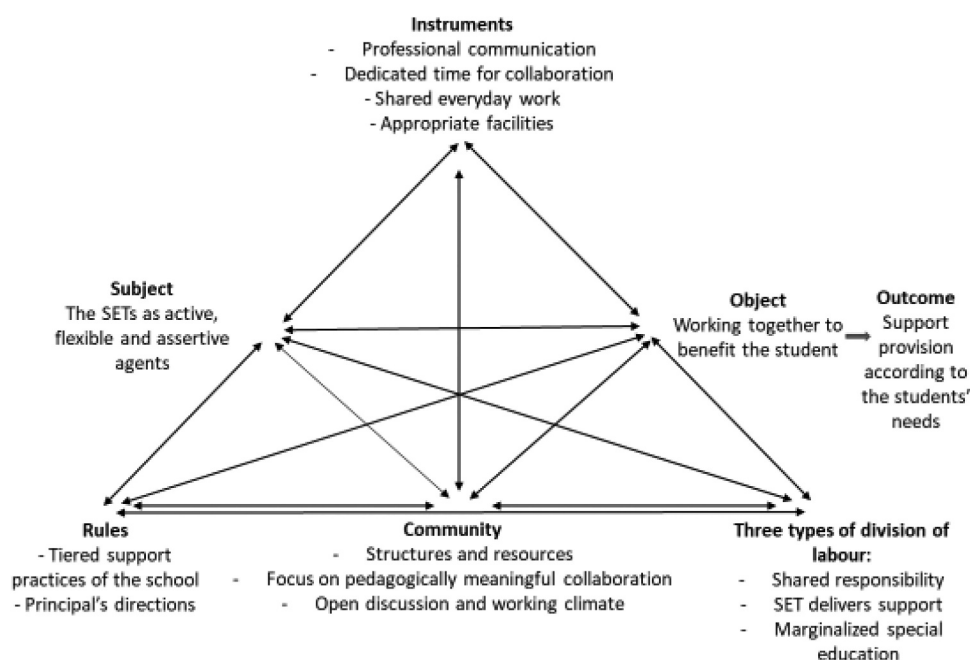 Instruments
- Professional communication
- Dedicated time for collaboration
- Shared everyday work
- Appropriate facilities
Subject
The SETs as active,
flexible and assertive
agents
Object
Working together to
benefit the student
Outcome
Support
provision
according to
the students'
needs
Rules
- Tiered support
practices of the school
- Principal's directions
Community
- Structures and resources
- Focus on pedagogically meaningful collaboration
- Open discussion and working climate
Three types of division of
labour:
- Shared responsibility
- SET delivers support
- Marginalized special
education